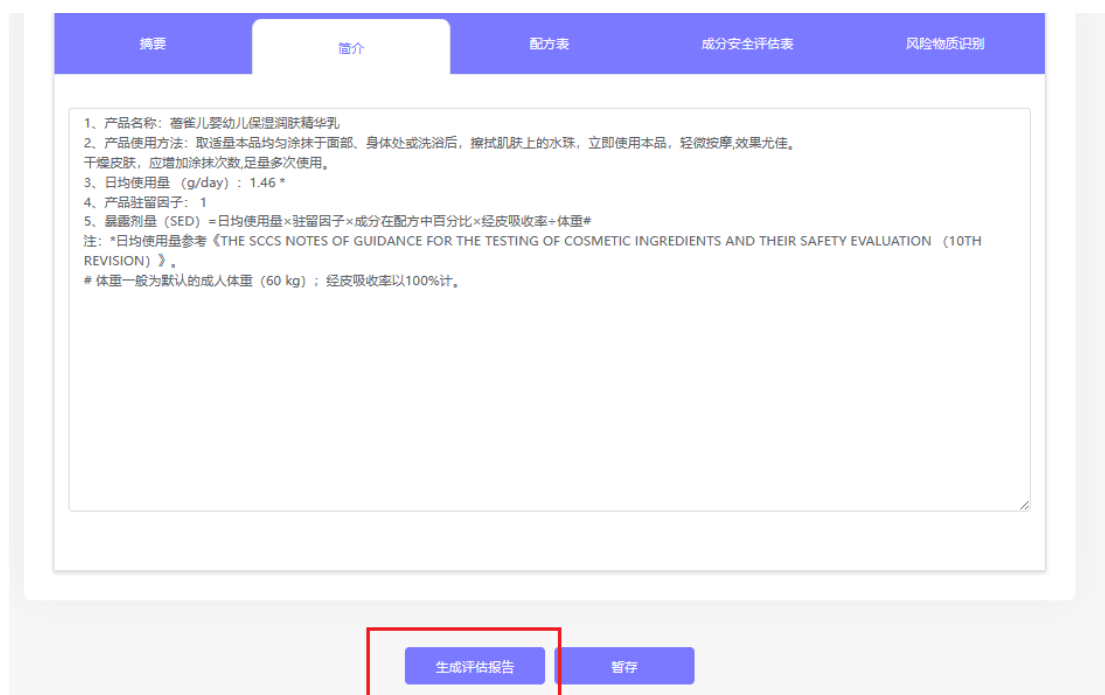 摘要
简介
配方表
成分安全评估表
风险物质识别
1、产品名称：蓓雀儿婴幼儿保湿润肤精华乳
2、产品使用方法：取适量本品均匀涂抹于面部、身体处或洗浴后，擦拭肌肤上的水珠，立即使用本品，轻微按摩,效果尤佳。
干燥皮肤，应增加涂抹次数,足量多次使用。
3、日均使用量 （g/day）：1.46 *
4、产品驻留因子： 1
5、暴露剂量（SED）=日均使用量×驻留因子×成分在配方中百分比×经皮吸收率÷体重#
注：*日均使用量参考《THE SCCS NOTES OF GUIDANCE FOR THE TESTING OF COSMETIC INGREDIENTS AND THEIR SAFETY EVALUATION （10TH
REVISION）》。
# 体重一般为默认的成人体重（60 kg）；经皮吸收率以100%计。
生成评估报告
暂存